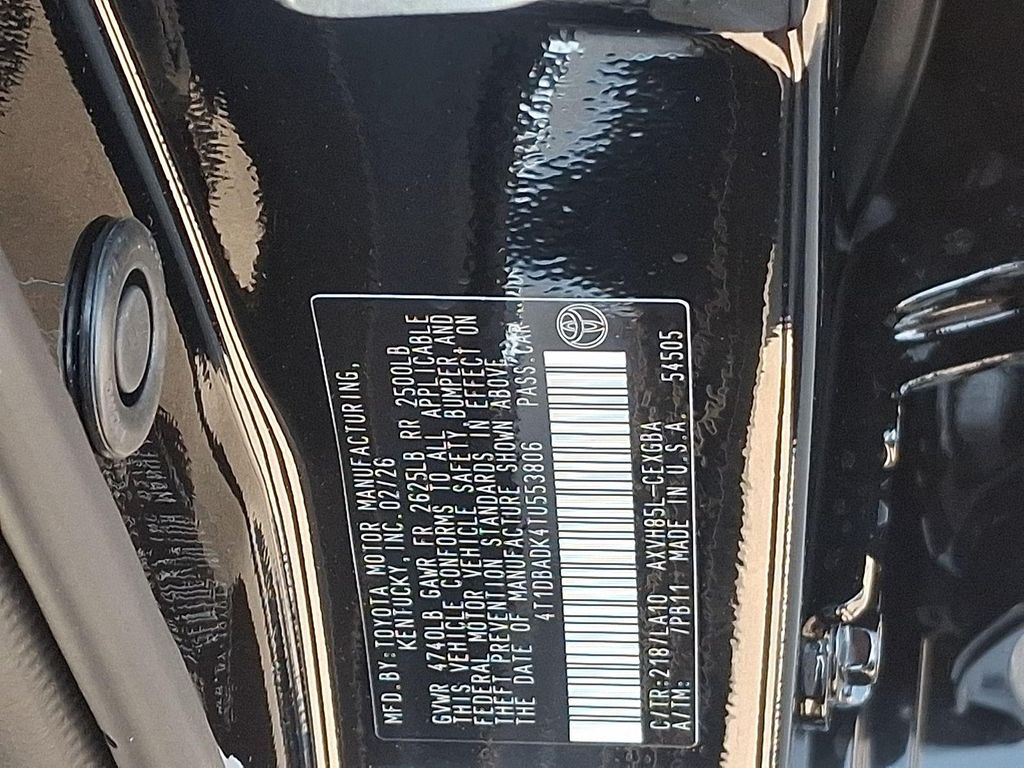 MFD.BY:TOYOTA MOTOR MANUFACTURING,
KENTUCKY, INC. 02/26
GVWR 4740LB GAWR FR 2625LB RR 2500LB
THIS VEHICLE CONFORMS TO ALL APPLICABLE
FEDERAL MOTOR VEHICLE SAFETY, BUMPER, AND
THEFT PREVENTION STANDARDS IN EFFECT ON
THE DATE OF MANUFACTURE SHOWN ABOVE.
4T1DBADK4TU553806 PASS.CAR
C/TR:218/LA10 AXVH85L-CEXGBA
A/TM: /PB11 MADE IN U.S.A. 54505